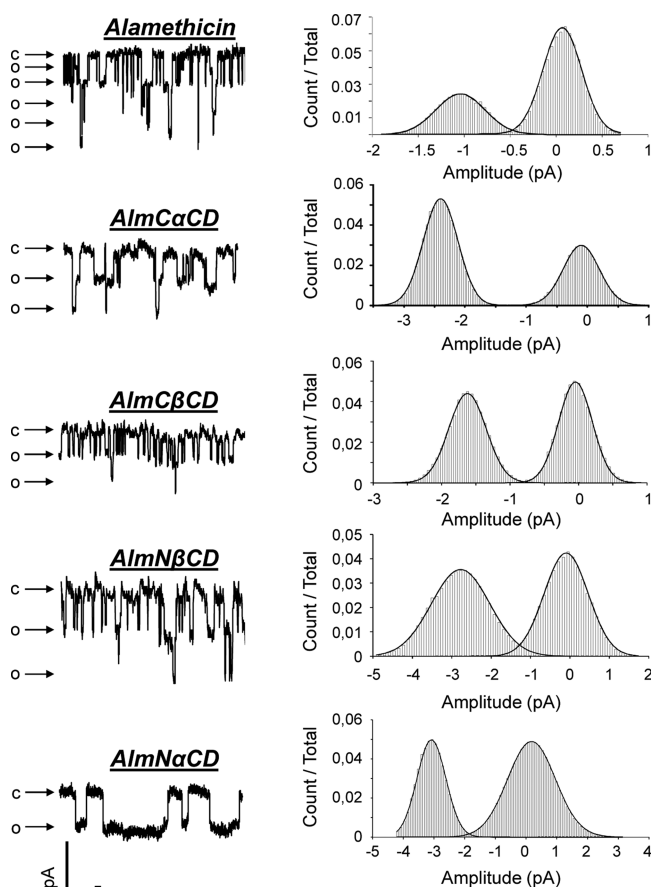 Alamethicin
c
o
o
o
o
Count / Total
0.07
0.05
0.03
0.01
-2 -1.5 -1 -0.5 0 0.5 1
Amplitude (pA)
AlmCαCD
c
o
o
Count / Total
0.06
0.04
0.02
0
-3 -2 -1 0 1
Amplitude (pA)
AlmCβCD
c
o
o
Count / Total
0,06
0,04
0,02
0
-3 -2 -1 0 1
Amplitude (pA)
AlmNβCD
c
o
o
Count / Total
0,05
0,04
0,03
0,02
0,01
0
-5 -4 -3 -2 -1 0 1 2
Amplitude (pA)
AlmNαCD
c
o
pA
Count / Total
0,06
0,04
0,02
0
-5 -4 -3 -2 -1 0 1 2 3 4
Amplitude (pA)